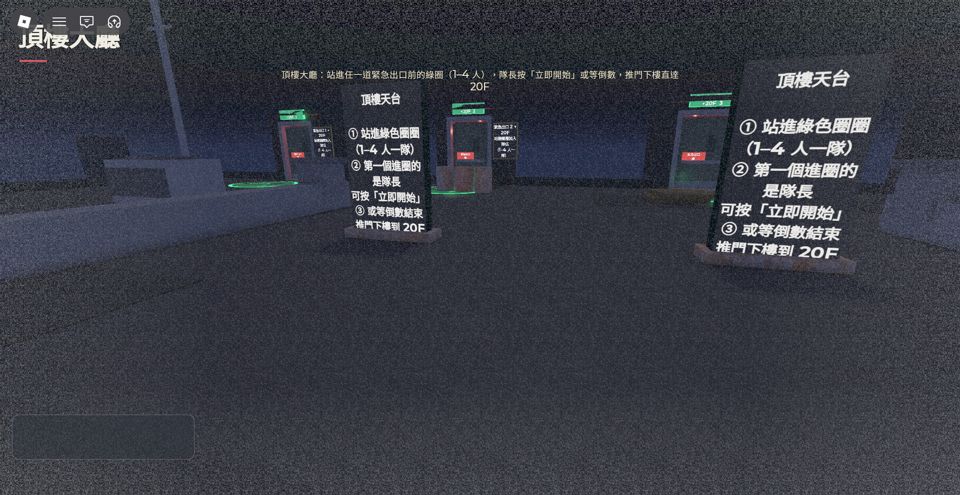 頂樓大廳
頂樓大廳：站進任一道緊急出口前的綠圈（1–4 人），隊長按「立即開始」或等倒數，推門下樓直達
20F
頂樓天台
① 站進綠色圈圈
（1–4 人一隊）
② 第一個進圈的
是隊長
可按「立即開始」
③ 或等倒數結束
推門下樓到 20F
頂樓天台
① 站進綠色圈圈
（1–4 人一隊）
② 第一個進圈的
是隊長
可按「立即開始」
③ 或等倒數結束
推門下樓到 20F